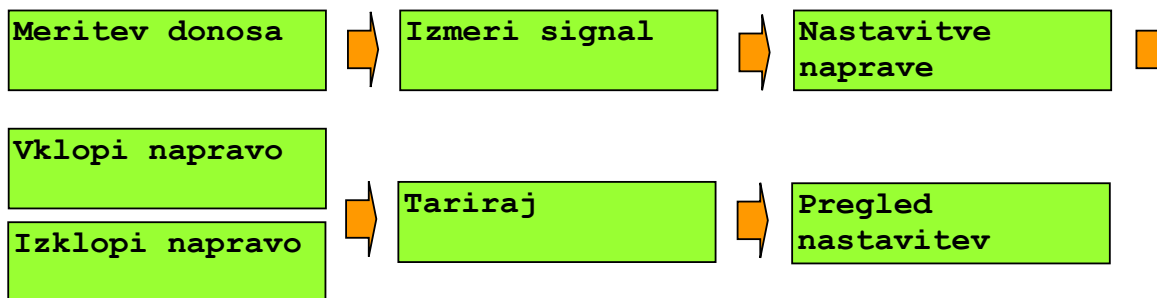 Meritev donosa
Izmeri signal
Nastavitve
naprave
Vklopi napravo
Izklopi napravo
Tariraj
Pregled
nastavitev